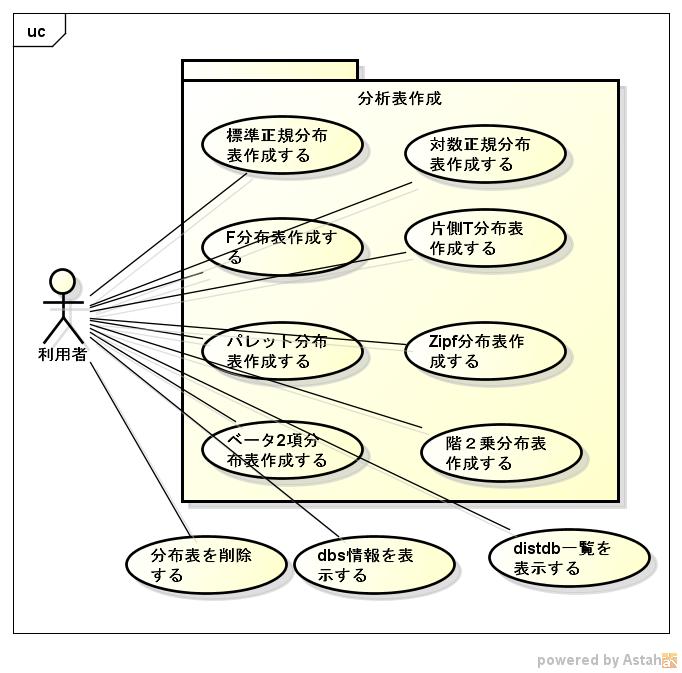 uc
分析表作成
標準正規分布
表作成する
対数正規分布
表作成する
F分布表作成す
る
片側T分布表
作成する
利用者
パレット分布
表作成する
Zipf分布表作
成する
ベータ2項分
布表作成する
階２乗分布表
作成する
分布表を削除
する
dbs情報を表
示する
distdb一覧を
表示する
powered by Astah